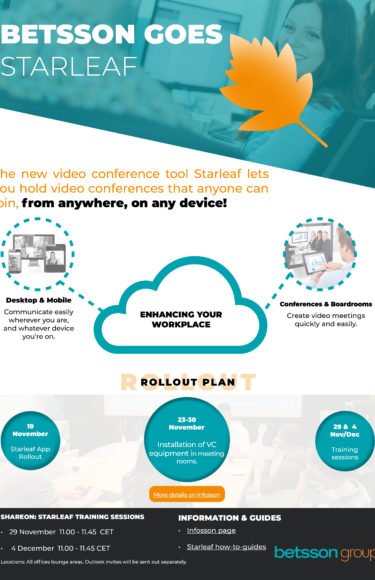 BETSSON GOES
STARLEAF
he new video conference tool Starleaf lets
ou hold video conferences that anyone can
oin, from anywhere, on any device!
Desktop & Mobile
Communicate easily
wherever you are,
and whatever device
you're on.
ENHANCING YOUR
WORKPLACE
Conferences & Boardrooms
Create video meetings
quickly and easily.
ROLLOUT
ROLLOUT PLAN
19
November
Starleaf App
Rollout
23-30
November
Installation of VC
equipment in meeting
rooms.
29 & 4
Nov/Dec
Training
sessions
More details on Infosson
SHAREON: STARLEAF TRAINING SESSIONS
• 29 November 11.00 - 11.45 CET
• 4 December 11.00 - 11.45 CET
Locations: All offices lounge areas. Outlook invites will be sent out separately.
INFORMATION & GUIDES
• Infosson page
• Starleaf how-to-guides
betsson group